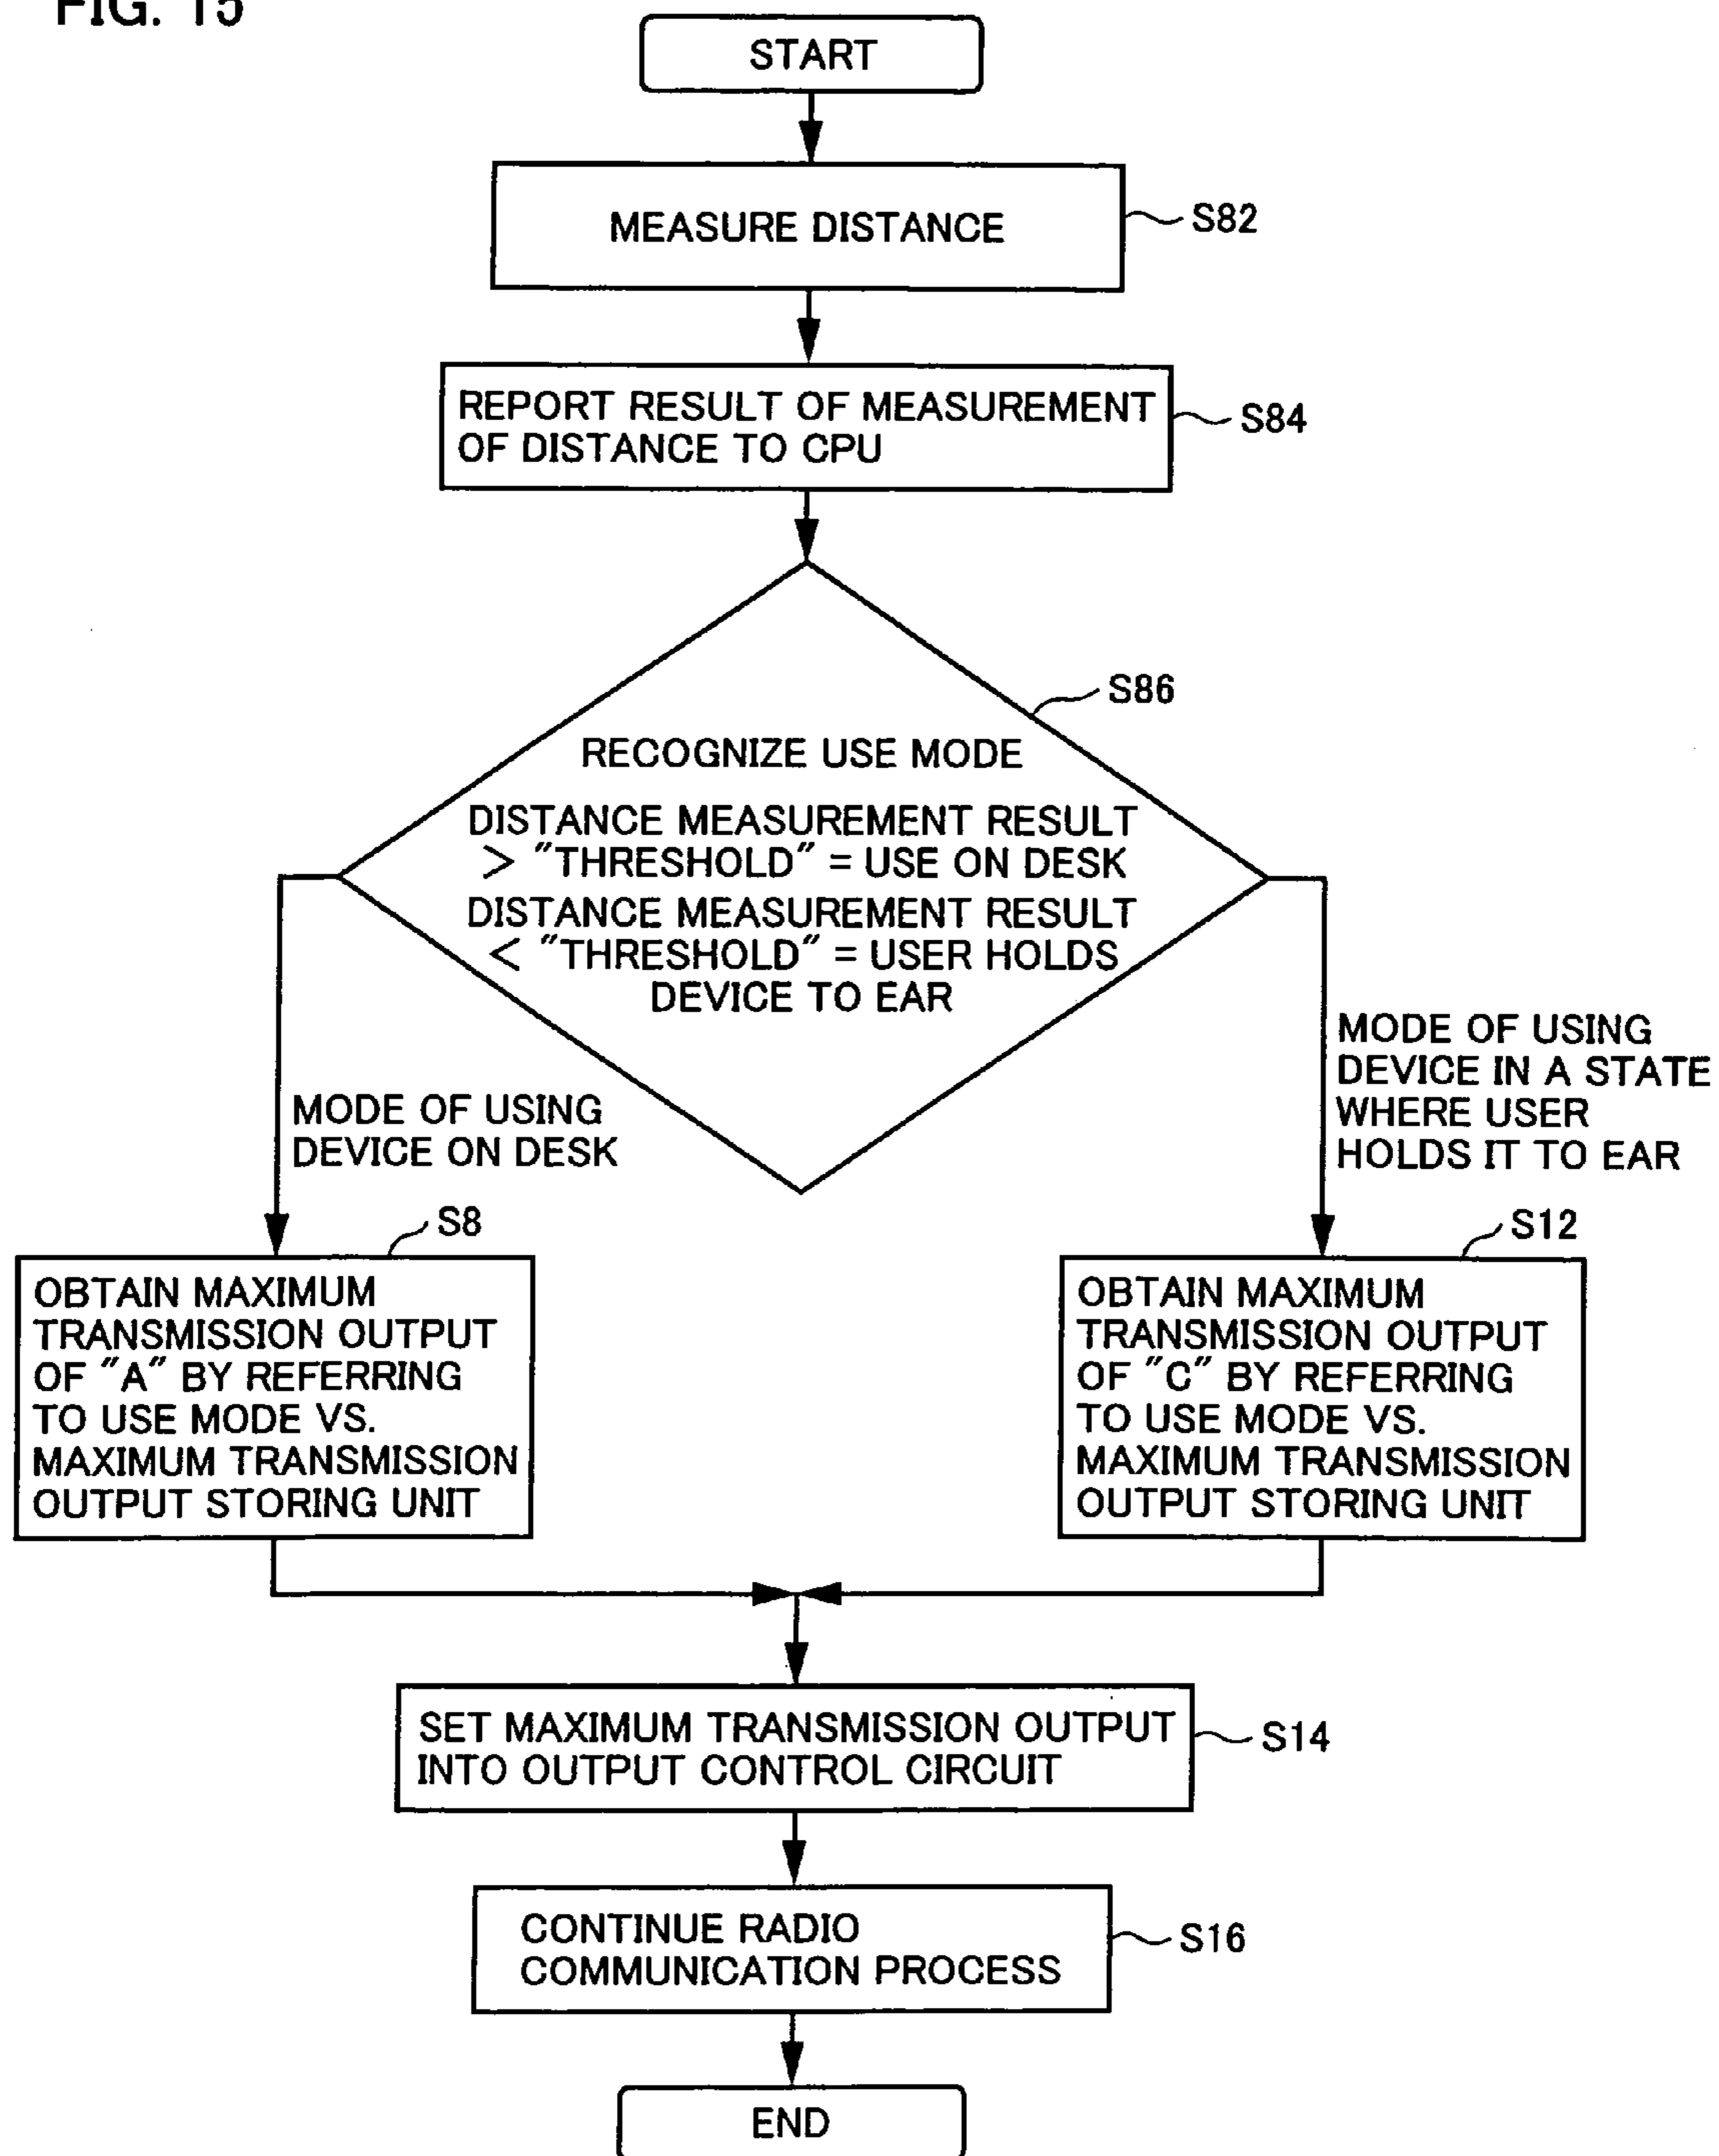 FIG. 15
START
MEASURE DISTANCE
S82
REPORT RESULT OF MEASUREMENT
OF DISTANCE TO CPU
S84
S86
RECOGNIZE USE MODE
DISTANCE MEASUREMENT RESULT
> "THRESHOLD" = USE ON DESK
DISTANCE MEASUREMENT RESULT
< "THRESHOLD" = USER HOLDS
DEVICE TO EAR
MODE OF USING
DEVICE ON DESK
MODE OF USING
DEVICE IN A STATE
WHERE USER
HOLDS IT TO EAR
S8
OBTAIN MAXIMUM
TRANSMISSION OUTPUT
OF "A" BY REFERRING
TO USE MODE VS.
MAXIMUM TRANSMISSION
OUTPUT STORING UNIT
S12
OBTAIN MAXIMUM
TRANSMISSION OUTPUT
OF "C" BY REFERRING
TO USE MODE VS.
MAXIMUM TRANSMISSION
OUTPUT STORING UNIT
SET MAXIMUM TRANSMISSION OUTPUT
INTO OUTPUT CONTROL CIRCUIT
S14
CONTINUE RADIO
COMMUNICATION PROCESS
S16
END